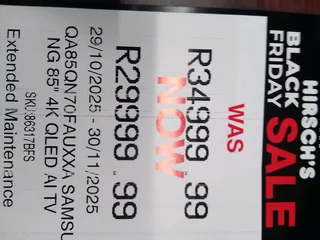 HIRSCH'S
BLACK
FRIDAY SALE
WAS
R34999.99
NOW
R29999.99
29/10/2025 - 30/11/2025
QA85QN70FAUXXA SAMSU
NG 85" 4K QLED AI TV
SKU:86317BFS
Extended Maintenance